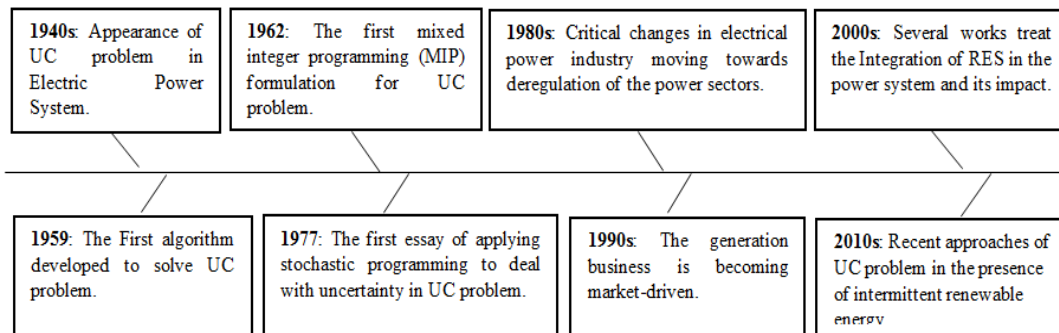 1940s: Appearance of
UC problem in
Electric Power
System.
1962: The first mixed
integer programming (MIP)
formulation for UC
problem.
1980s: Critical changes in electrical
power industry moving towards
deregulation of the power sectors.
2000s: Several works treat
the Integration of RES in the
power system and its impact.
1959: The First algorithm
developed to solve UC
problem.
1977: The first essay of applying
stochastic programming to deal
with uncertainty in UC problem.
1990s: The generation
business is becoming
market-driven.
2010s: Recent approaches of
UC problem in the presence
of intermittent renewable
energy